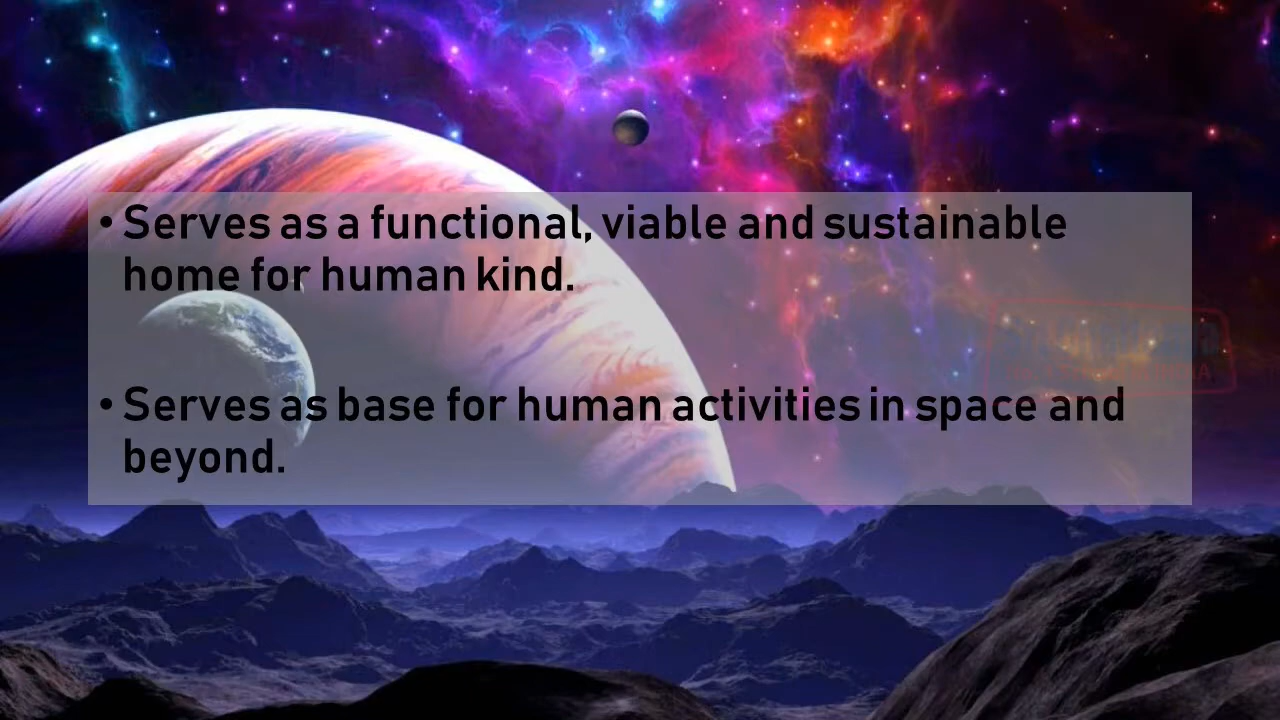 • Serves as a functional, viable and sustainable
home for human kind.
• Serves as base for human activities in space and
beyond.